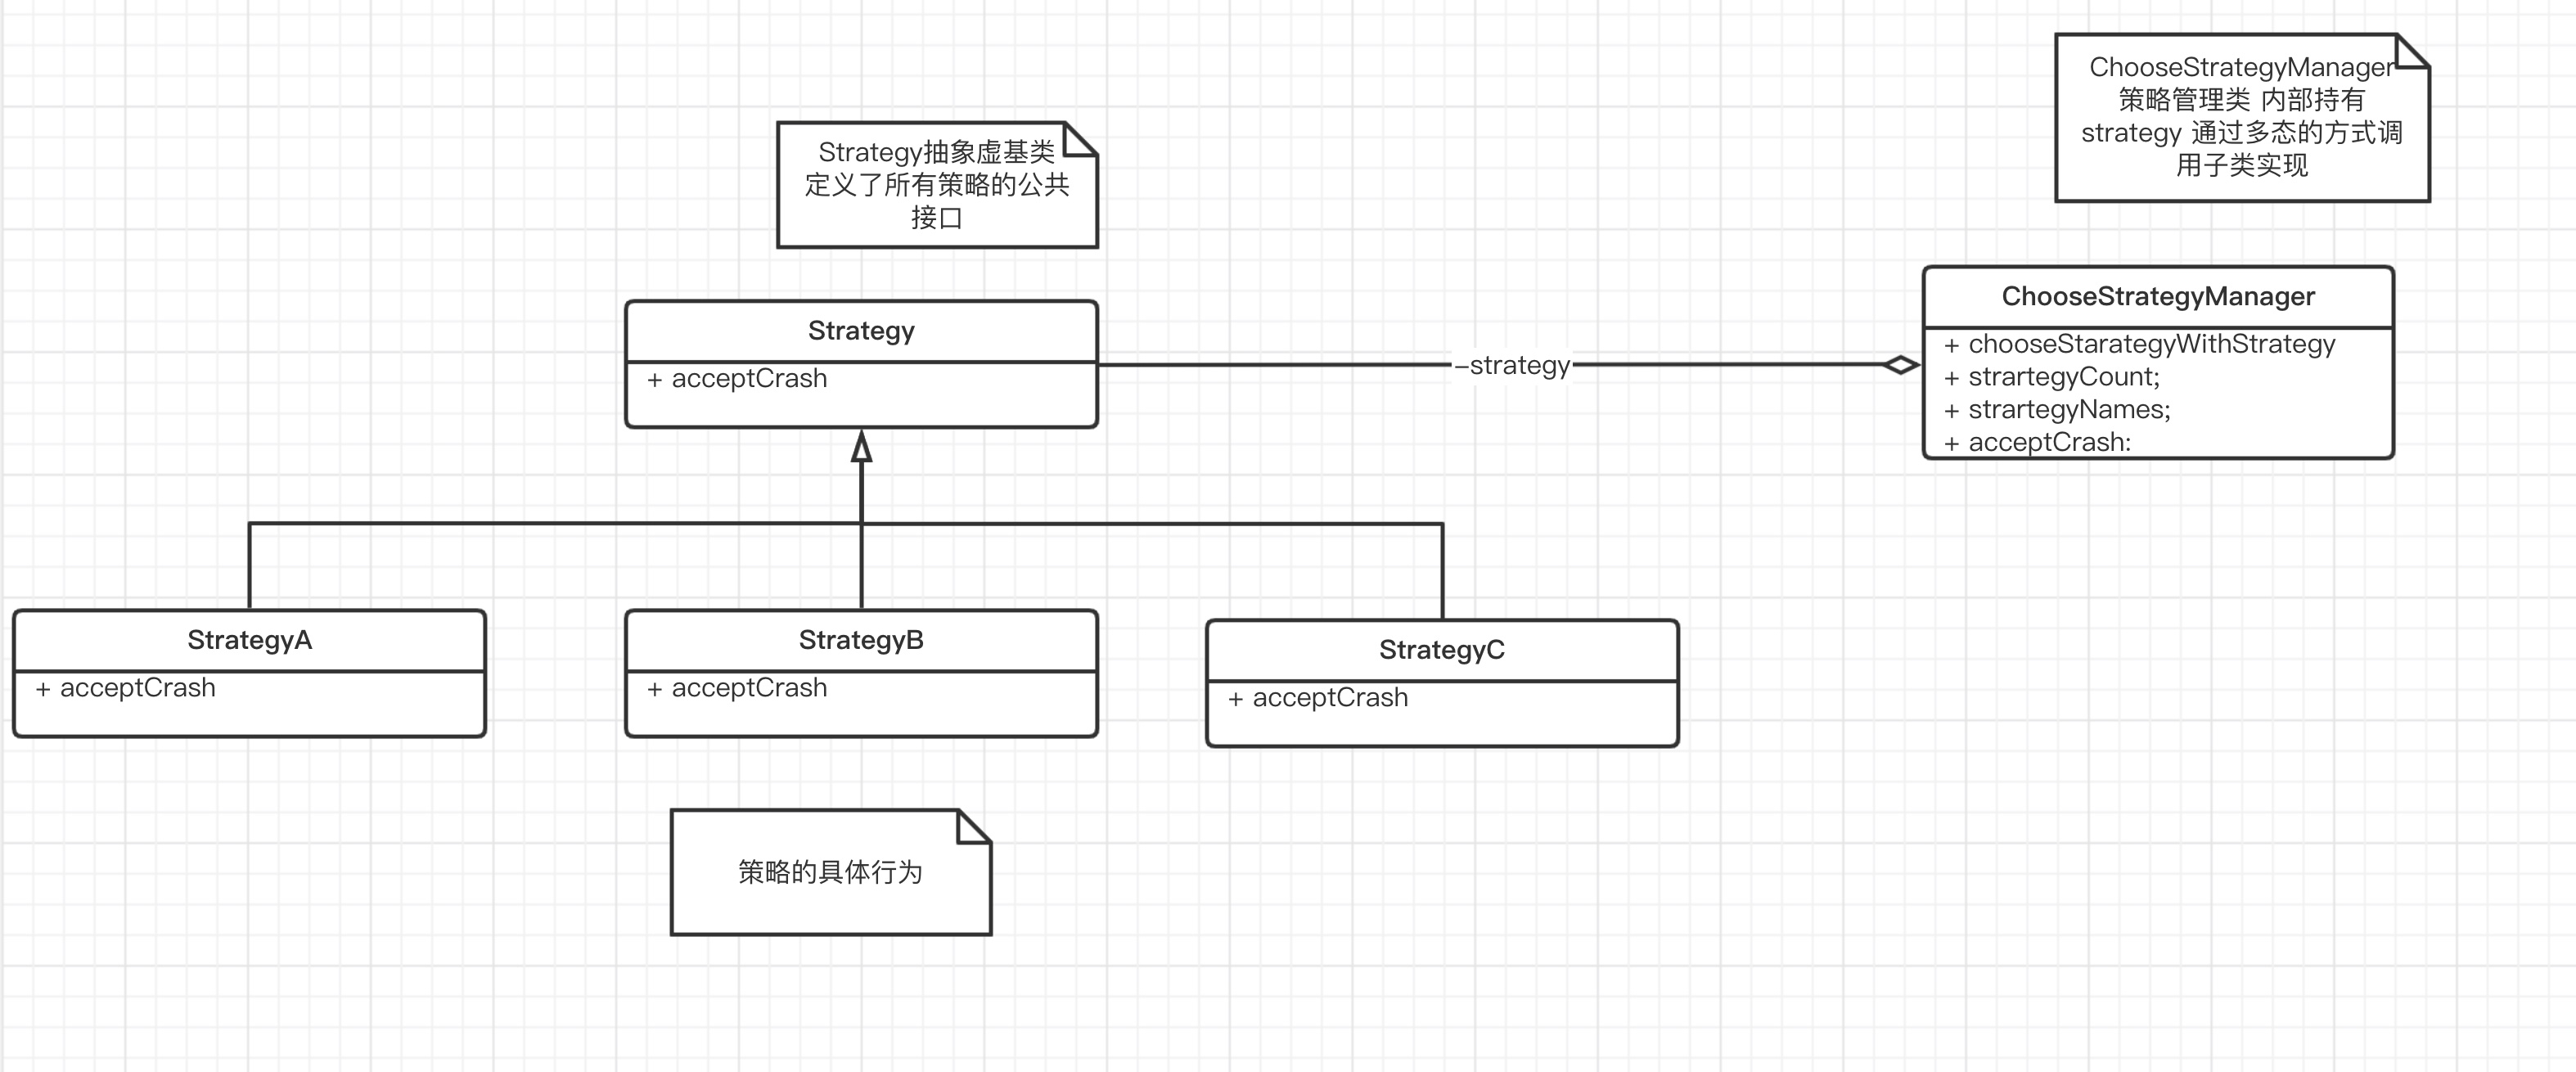 ChooseStrategyManager
策略管理类 内部持有
strategy 通过多态的方式调
用子类实现
Strategy抽象虚基类
定义了所有策略的公共
接口
ChooseStrategyManager
+ chooseStarategyWithStrategy
+ strartegyCount;
+ strartegyNames;
+ acceptCrash:
Strategy
+ acceptCrash
–strategy
StrategyA
+ acceptCrash
StrategyB
+ acceptCrash
StrategyC
+ acceptCrash
策略的具体行为